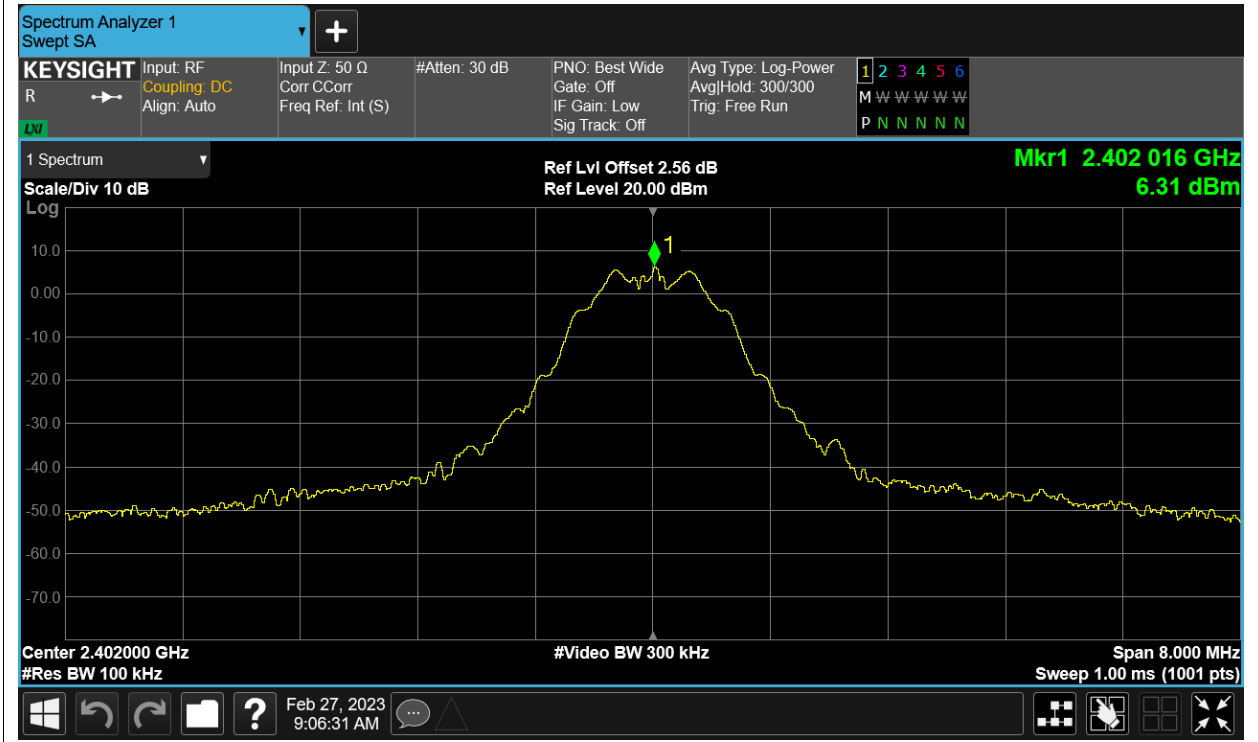 Spectrum Analyzer 1
Swept SA
+
KEYSIGHT
R
LXI
Input: RF
Coupling: DC
Align: Auto
Input Z: 50 Ω
Corr CCorr
Freq Ref: Int (S)
#Atten: 30 dB
PNO: Best Wide
Gate: Off
IF Gain: Low
Sig Track: Off
Avg Type: Log-Power
Avg|Hold: 300/300
Trig: Free Run
1 2 3 4 5 6
M W W W W W
P N N N N N
1 Spectrum
Scale/Div 10 dB
Log
Ref Lvl Offset 2.56 dB
Ref Level 20.00 dBm
Mkr1 2.402 016 GHz
6.31 dBm
1
10.0
0.00
-10.0
-20.0
-30.0
-40.0
-50.0
-60.0
-70.0
Center 2.402000 GHz
#Res BW 100 kHz
#Video BW 300 kHz
Span 8.000 MHz
Sweep 1.00 ms (1001 pts)
?
Feb 27, 2023
9:06:31 AM